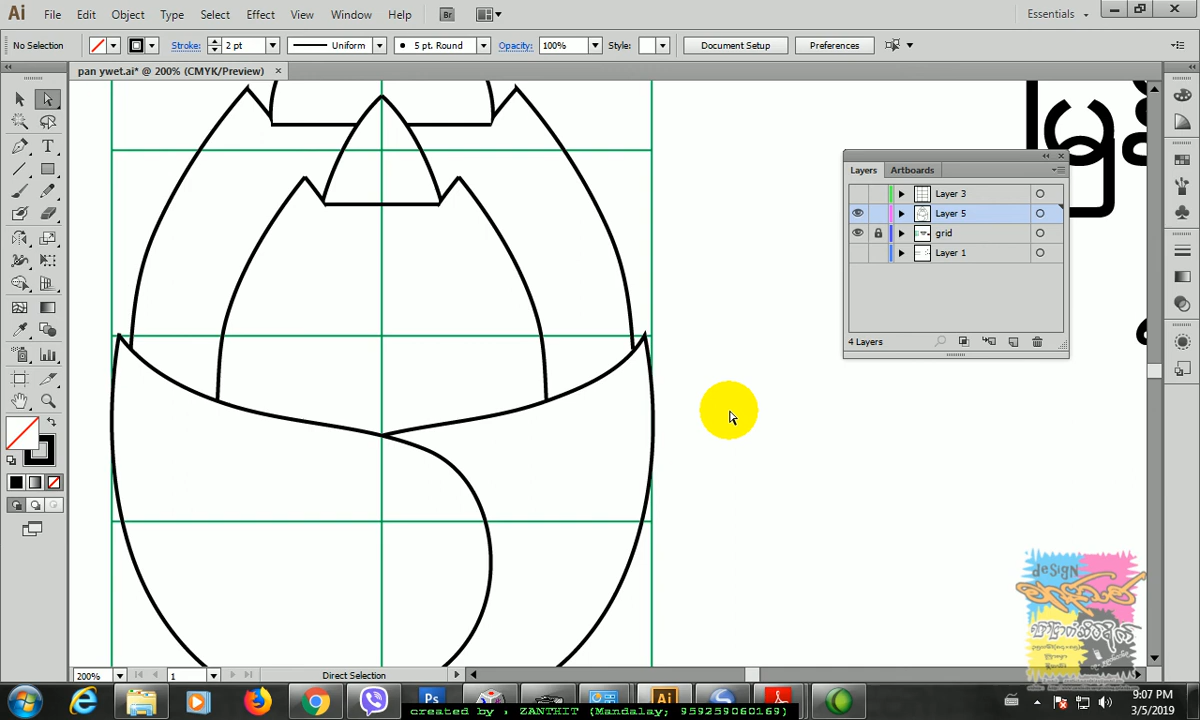 Ai File Edit Object Type Select Effect View Window Help Br Essentials
No Selection Stroke: 2 pt Uniform 5 pt. Round Opacity: 100% Style: Document Setup Preferences
pan ywet.ai* @ 200% (CMYK/Preview)
Layers Artboards
Layer 3
Layer 5
grid
Layer 1
4 Layers
deSiGN
200% 1 Direct Selection
Ps Ai
9:07 PM
3/5/2019
created by : ZANTHIT (Mandalay; 959259060169)